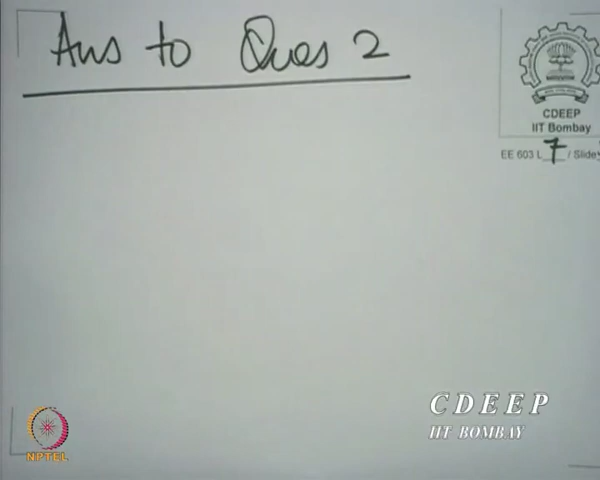 Ans to Ques 2
CDEEP
IIT Bombay
EE 603 L 7 / Slide
CDEEP
IIT BOMBAY
NPTEL